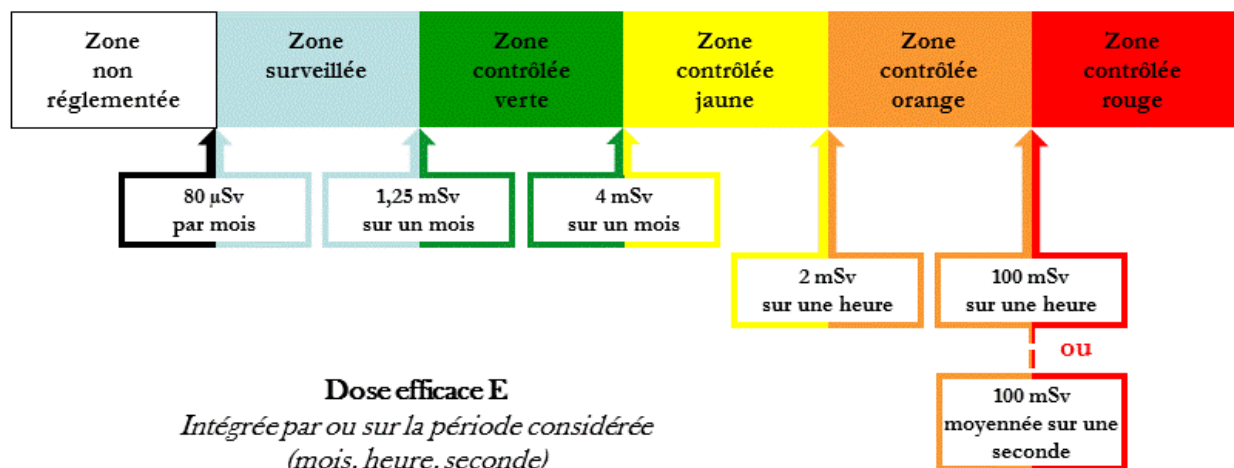 Zone
non
réglementée
Zone
surveillée
Zone
contrôlée
verte
Zone
contrôlée
jaune
Zone
contrôlée
orange
Zone
contrôlée
rouge
80 µSv
par mois
1,25 mSv
sur un mois
4 mSv
sur un mois
2 mSv
sur une heure
100 mSv
sur une heure
ou
100 mSv
moyennée sur une
seconde
Dose efficace E
Intégrée par ou sur la période considérée
(mois, heure, seconde)